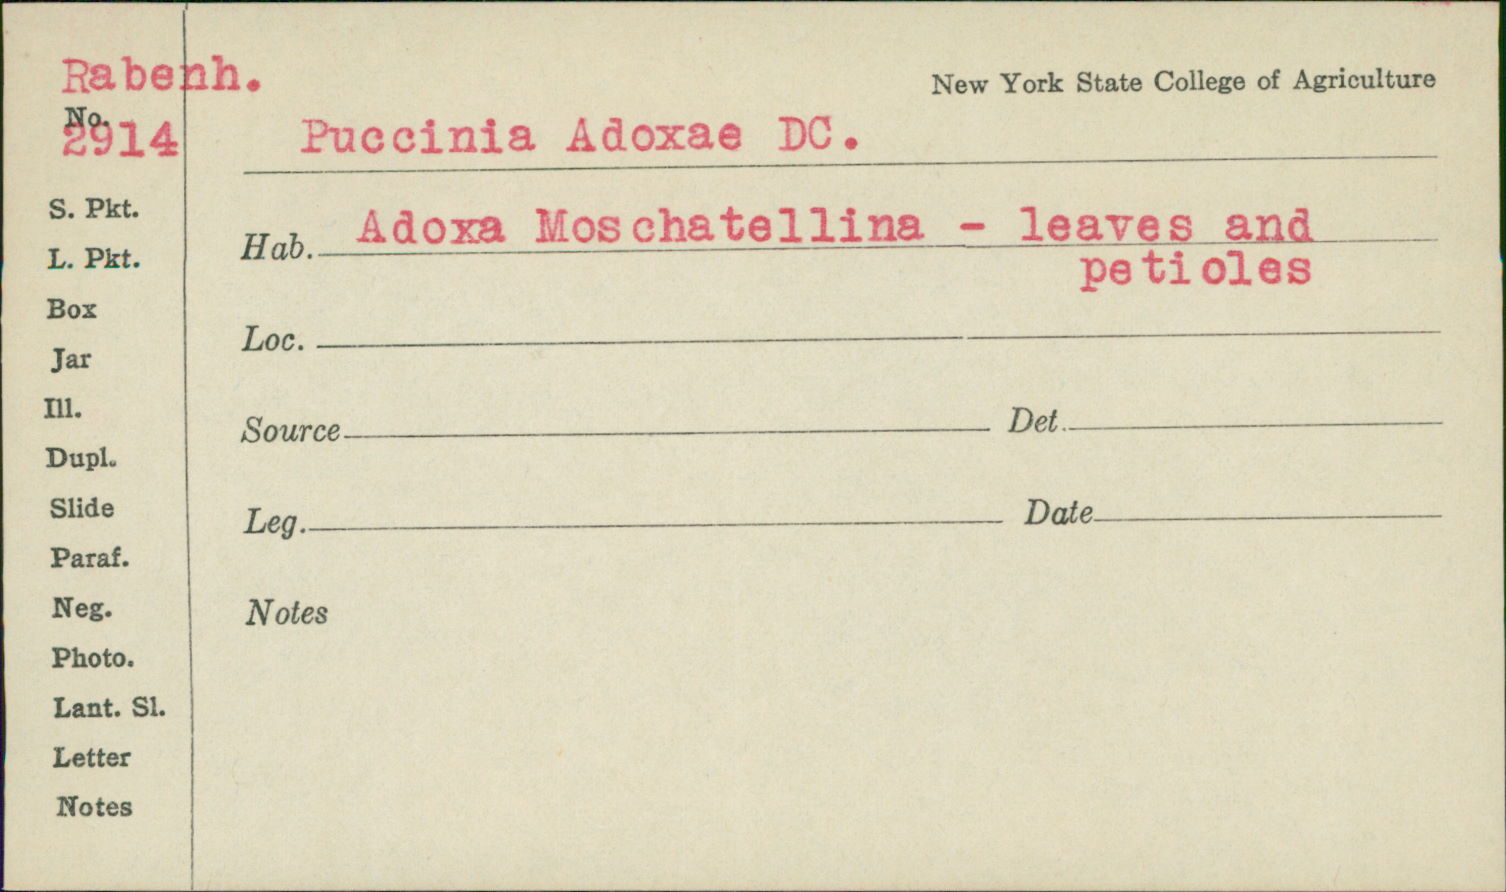 Rabenh.
New York State College of Agriculture
No.
2914
Puccinia Adoxae DC.
S. Pkt.
Hab. Adoxa Moschatellina - leaves and
petioles
L. Pkt.
Box
Loc.
Jar
Ill.
Source Det.
Dupl.
Slide
Leg. Date
Paraf.
Neg.
Notes
Photo.
Lant. Sl.
Letter
Notes